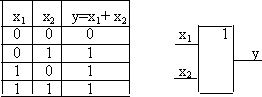 x₁ x₂ y=x₁+ x₂
0 0 0
0 1 1
1 0 1
1 1 1
x₁ 1
y
x₂